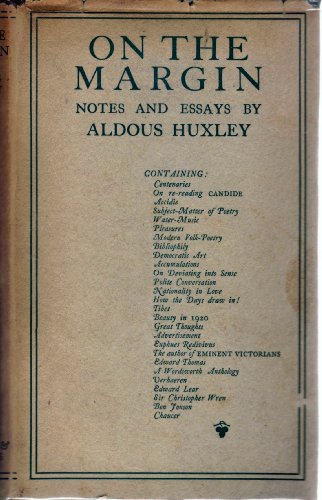 ON THE
MARGIN
NOTES AND ESSAYS BY
ALDOUS HUXLEY
CONTAINING:
Centenaries
On re-reading CANDIDE
Accidie
Subject-Matter of Poetry
Water-Music
Pleasures
Modern Folk-Poetry
Bibliophily
Democratic Art
Accumulations
On Deviating into Sense
Polite Conversation
Nationality in Love
How the Days draw in!
Tibet
Beauty in 1920
Great Thoughts
Advertisement
Euphues Redivivus
The author of EMINENT VICTORIANS
Edward Thomas
A Wordsworth Anthology
Verhaeren
Edward Lear
Sir Christopher Wren
Ben Jonson
Chaucer